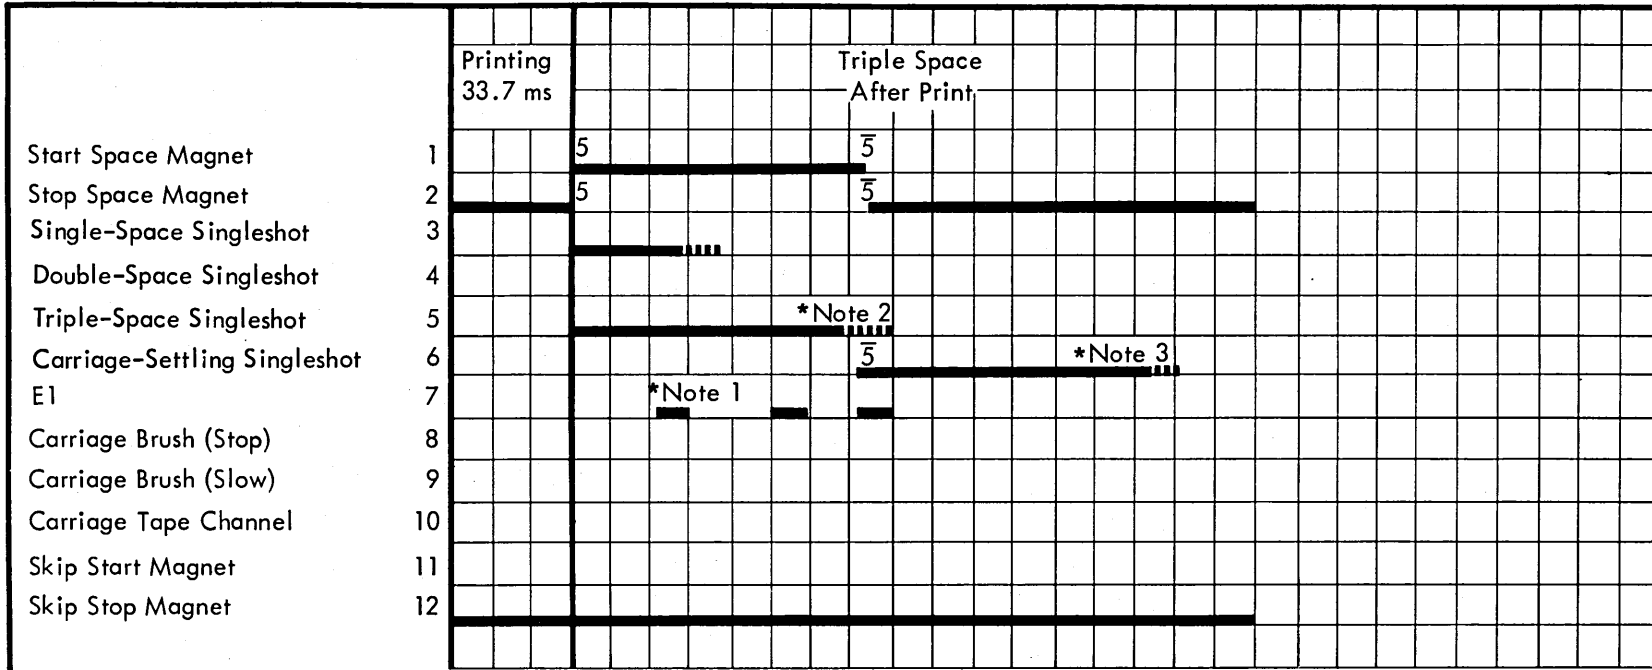 Printing
33.7 ms
Triple Space
After Print
Start Space Magnet 1 5 5̅
Stop Space Magnet 2 5 5̅
Single-Space Singleshot 3
Double-Space Singleshot 4
Triple-Space Singleshot 5 *Note 2
Carriage-Settling Singleshot 6 5̅ *Note 3
E1 7 *Note 1
Carriage Brush (Stop) 8
Carriage Brush (Slow) 9
Carriage Tape Channel 10
Skip Start Magnet 11
Skip Stop Magnet 12